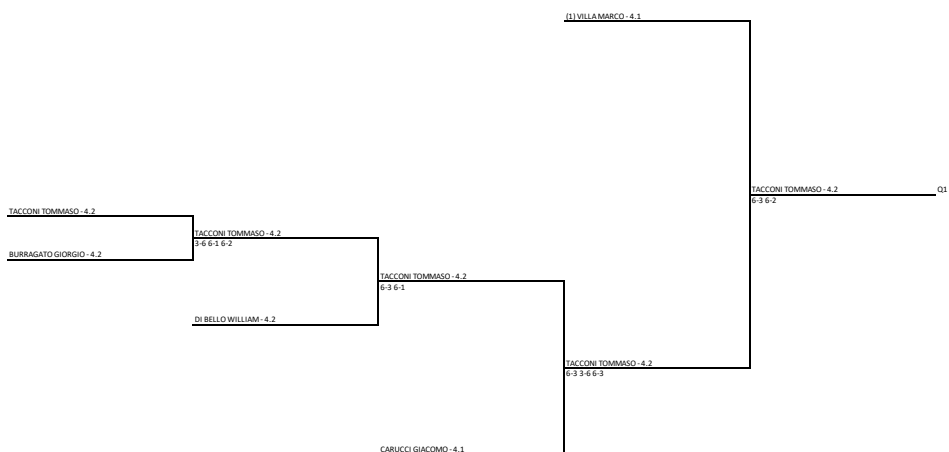 (1) VILLA MARCO - 4.1
TACCONI TOMMASO - 4.2
Q1
6-3 6-2
TACCONI TOMMASO - 4.2
TACCONI TOMMASO - 4.2
3-6 6-1 6-2
BURRAGATO GIORGIO - 4.2
TACCONI TOMMASO - 4.2
6-3 6-1
DI BELLO WILLIAM - 4.2
TACCONI TOMMASO - 4.2
6-3 3-6 6-3
CARUCCI GIACOMO - 4.1